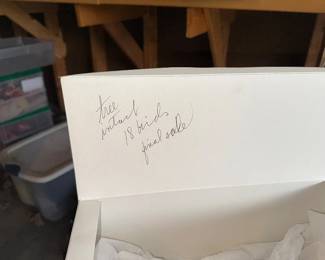 tree
intact
18 birds
final sale